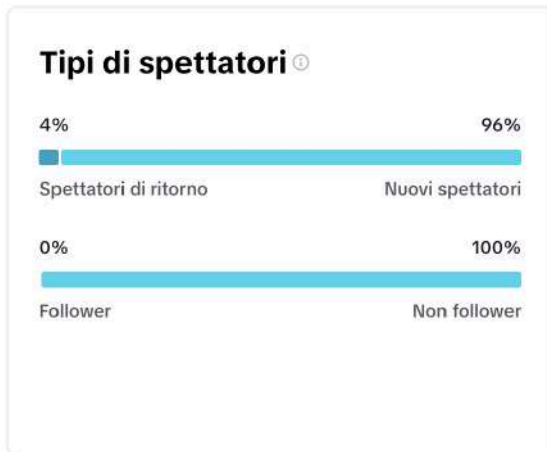 Tipi di spettatori
4% 96%
Spettatori di ritorno Nuovi spettatori
0% 100%
Follower Non follower